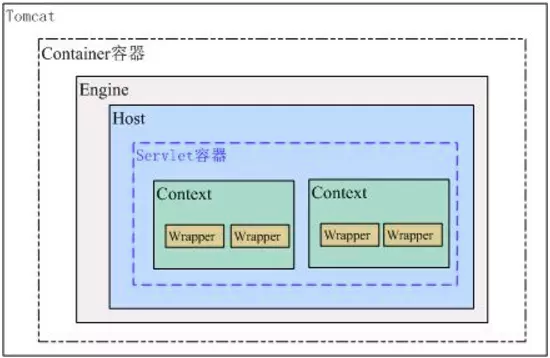 Tomcat
Container容器
Engine
Host
Servlet容器
Context
Context
Wrapper
Wrapper
Wrapper
Wrapper